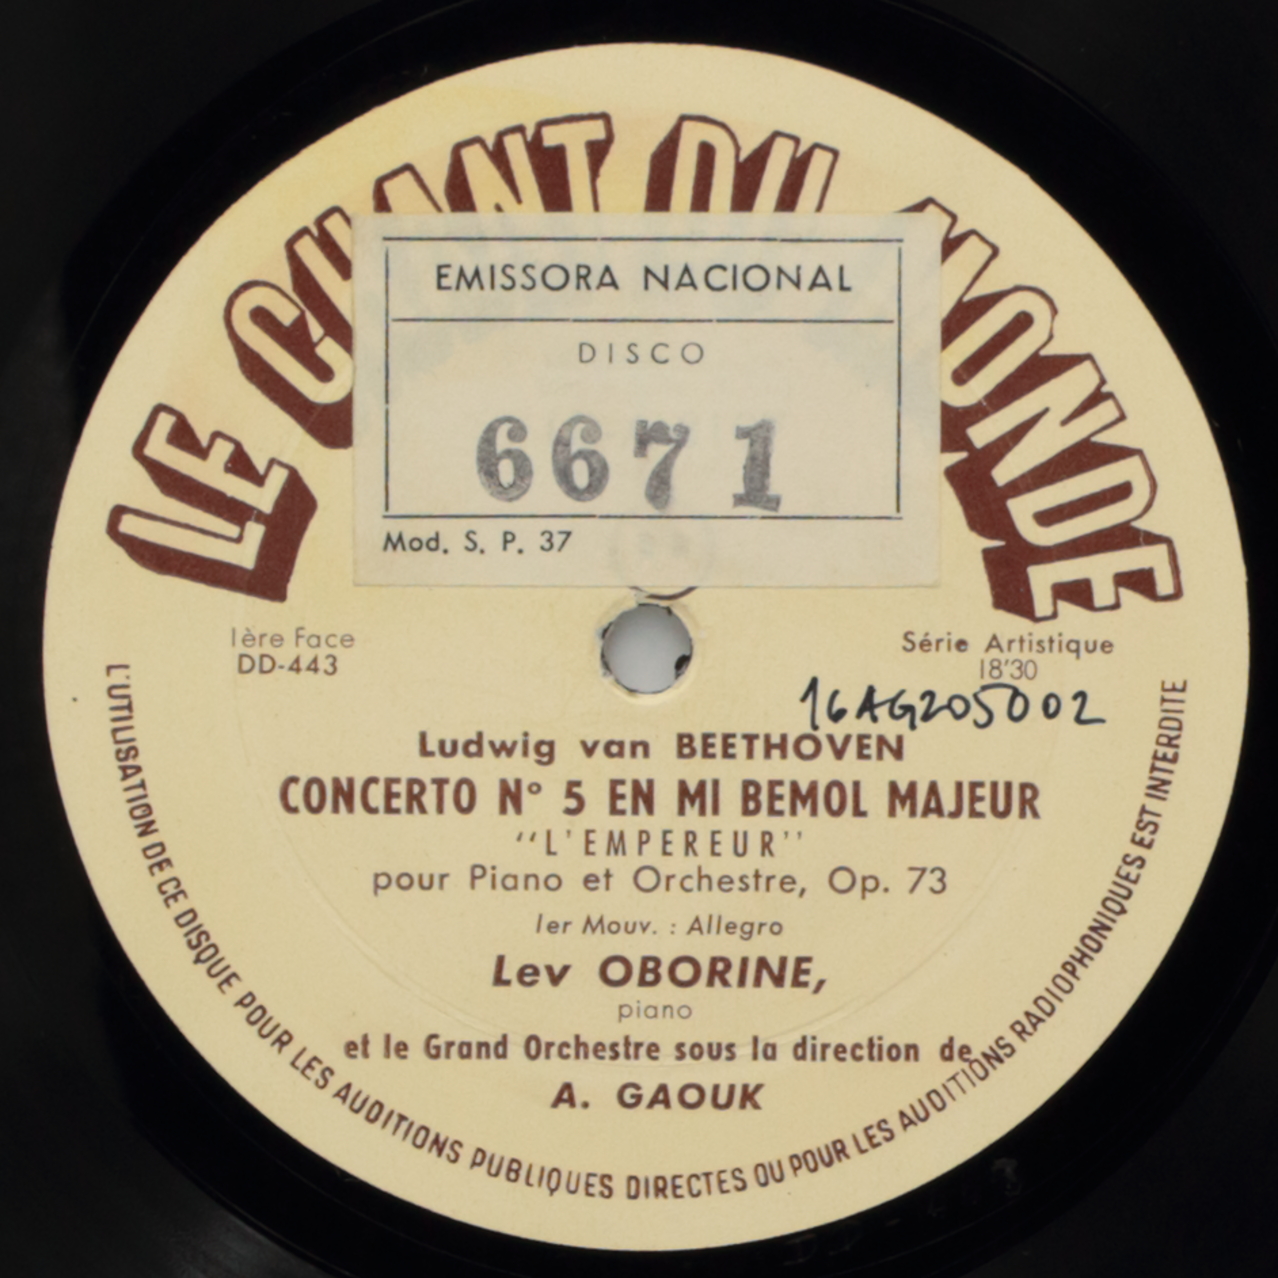 LE CHANT DU MONDE
EMISSORA NACIONAL
DISCO
6671
Mod. S. P. 37
1ère Face
DD-443
Série Artistique
18'30
16AG205002
Ludwig van BEETHOVEN
CONCERTO N° 5 EN MI BEMOL MAJEUR
"L'EMPEREUR"
pour Piano et Orchestre, Op. 73
1er Mouv. : Allegro
Lev OBORINE,
piano
et le Grand Orchestre sous la direction de
A. GAOUK
L'UTILISATION DE CE DISQUE POUR LES AUDITIONS PUBLIQUES DIRECTES OU POUR LES AUDITIONS RADIOPHONIQUES EST INTERDITE